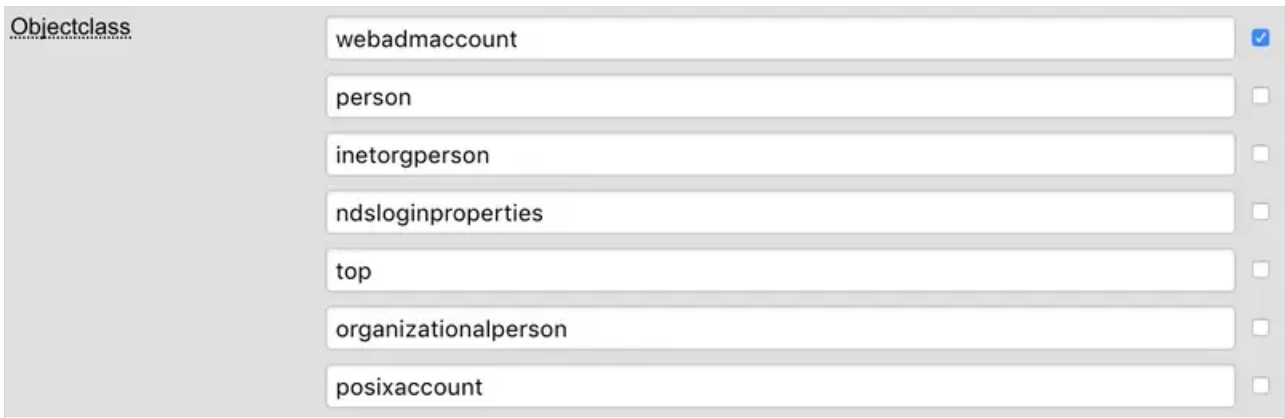 Objectclass
webadmaccount
person
inetorgperson
ndsloginproperties
top
organizationalperson
posixaccount